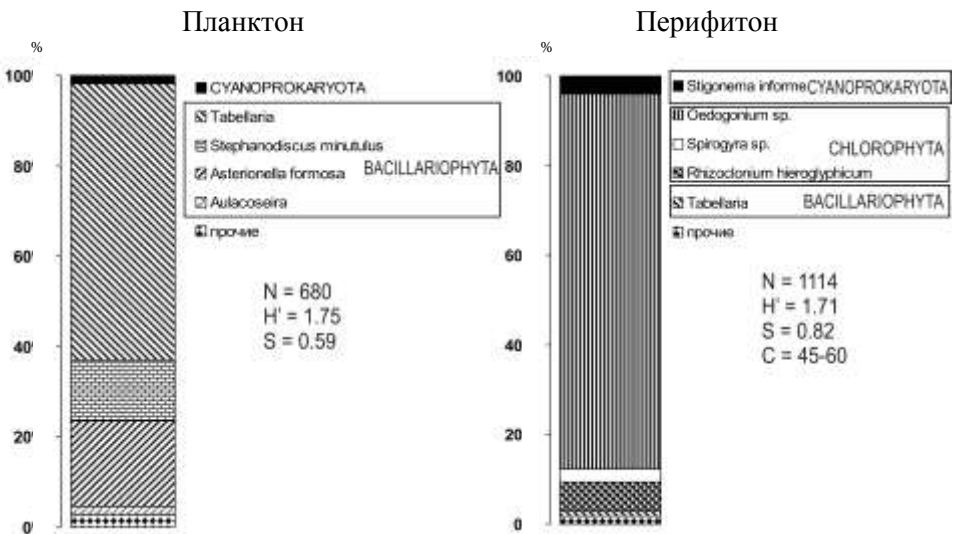 Планктон
%
100
80
60
40
20
0
CYANOPROKARYOTA
Tabellaria
Stephanodiscus minutulus
Asterionella formosa
BACILLARIOPHYTA
Aulacoseira
прочие
N = 680
H' = 1.75
S = 0.59
Перифитон
%
100
80
60
40
20
0
Stigonema informe CYANOPROKARYOTA
Oedogonium sp.
Spirogyra sp.
CHLOROPHYTA
Rhizoclonium hieroglyphicum
Tabellaria BACILLARIOPHYTA
прочие
N = 1114
H' = 1.71
S = 0.82
C = 45-60